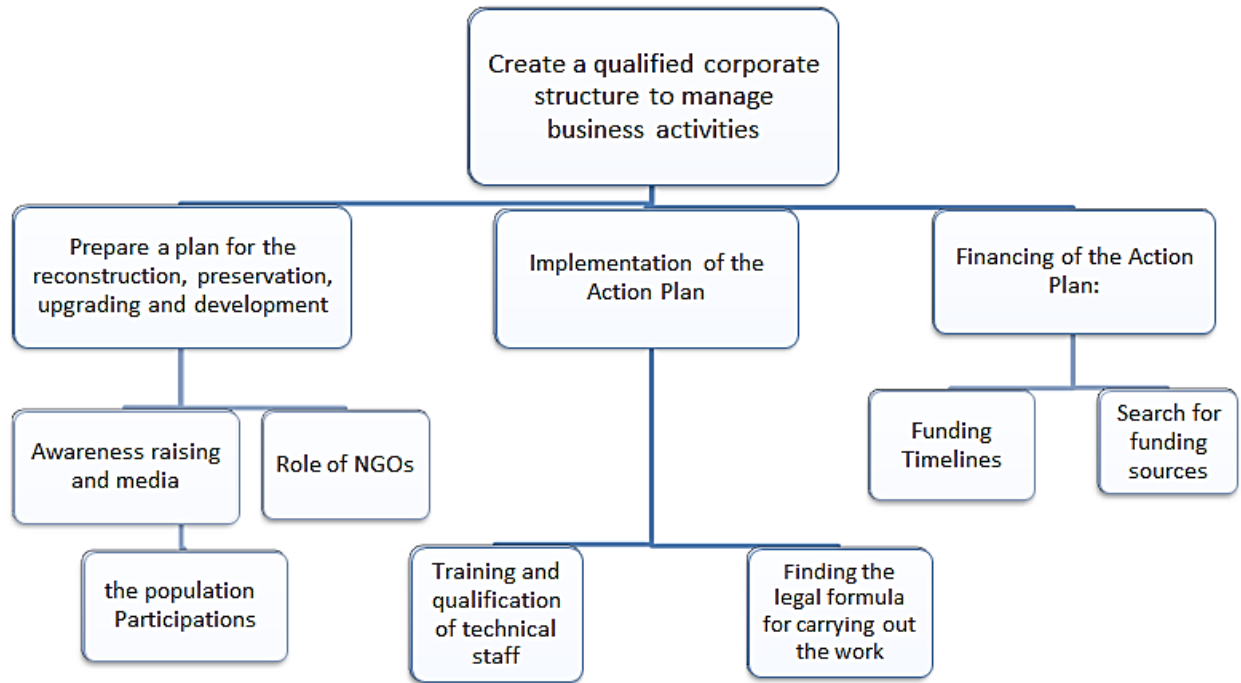 Create a qualified corporate
structure to manage
business activities
Prepare a plan for the
reconstruction, preservation,
upgrading and development
Implementation of the
Action Plan
Financing of the Action
Plan:
Awareness raising
and media
Role of NGOs
Funding
Timelines
Search for
funding
sources
the population
Participations
Training and
qualification
of technical
staff
Finding the
legal formula
for carrying out
the work